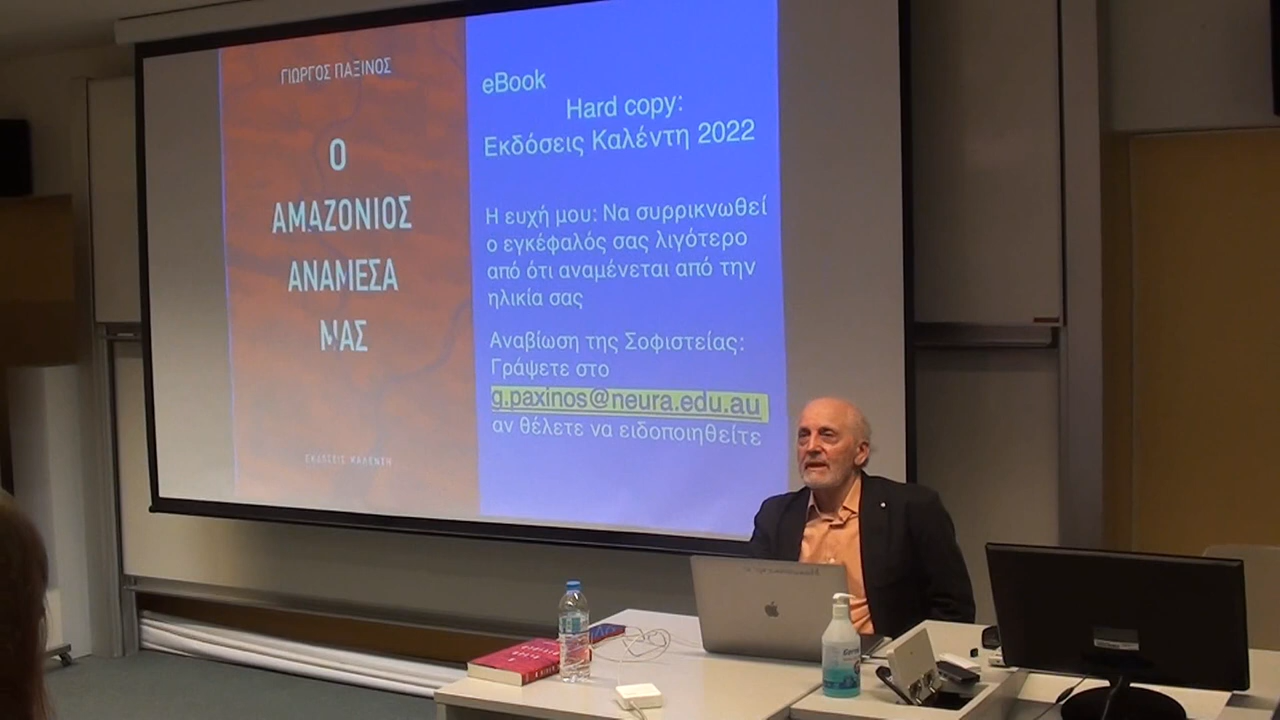 ΓΙΩΡΓΟΣ ΠΑΞΙΝΟΣ
Ο
ΑΜΑΖΟΝΙΟΣ
ΑΝΑΜΕΣΑ
ΜΑΣ
ΕΚΔΟΣΕΙΣ ΚΑΛΕΝΤΗ
eBook
Hard copy:
Εκδόσεις Καλέντη 2022
Η ευχή μου: Να συρρικνωθεί
ο εγκέφαλός σας λιγότερο
από ότι αναμένεται από την
ηλικία σας
Αναβίωση της Σοφιστείας:
Γράψετε στο
g.paxinos@neura.edu.au
αν θέλετε να ειδοποιηθείτε